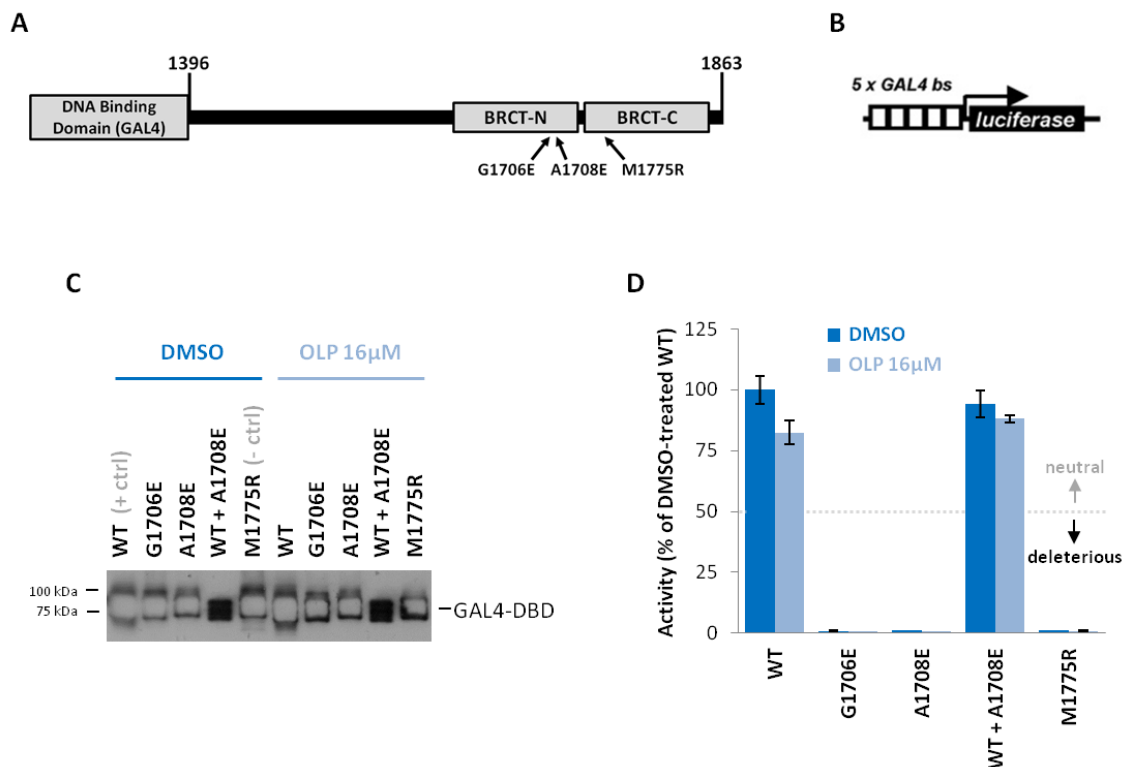 A
B
1396
1863
DNA Binding
Domain (GAL4)
BRCT-N
BRCT-C
G1706E
A1708E
M1775R
5 x GAL4 bs
luciferase
C
D
DMSO
OLP 16µM
WT (+ ctrl)
G1706E
A1708E
WT + A1708E
M1775R (- ctrl)
WT
G1706E
A1708E
WT + A1708E
M1775R
100 kDa
75 kDa
GAL4-DBD
Activity (% of DMSO-treated WT)
125
100
75
50
25
0
DMSO
OLP 16µM
neutral
deleterious
WT
G1706E
A1708E
WT + A1708E
M1775R